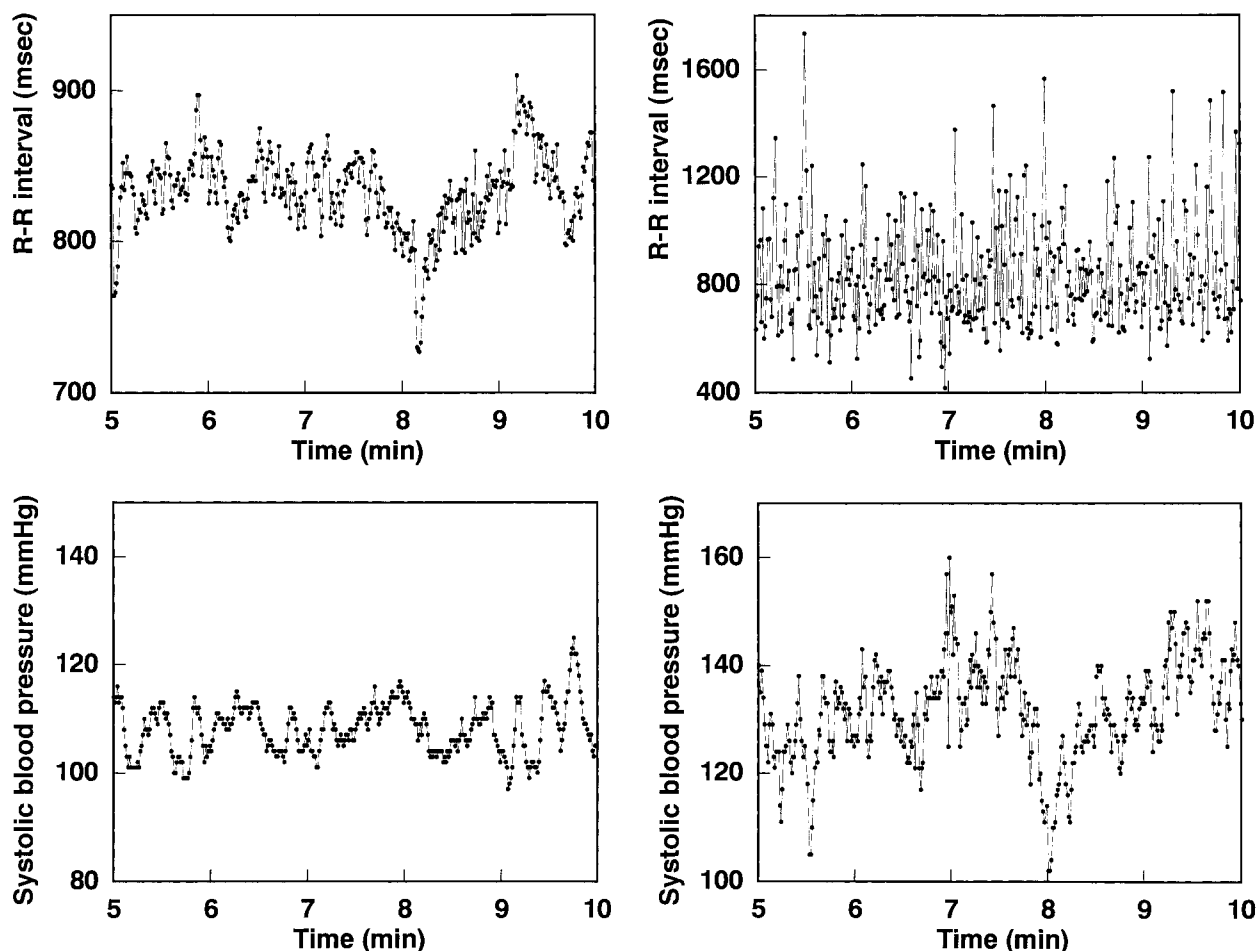 R-R interval (msec)
900
800
700
5 6 7 8 9 10
Time (min)
R-R interval (msec)
1600
1200
800
400
5 6 7 8 9 10
Time (min)
Systolic blood pressure (mmHg)
140
120
100
80
5 6 7 8 9 10
Time (min)
Systolic blood pressure (mmHg)
160
140
120
100
5 6 7 8 9 10
Time (min)